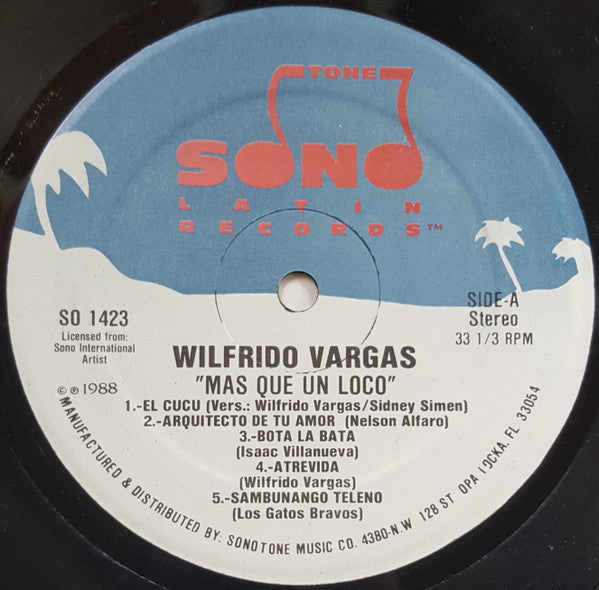 TONE
SONO
LATIN
RECORDS™
SO 1423
Licensed from:
Sono International
Artist
℗ 1988
SIDE-A
Stereo
33 1/3 RPM
WILFRIDO VARGAS
"MAS QUE UN LOCO"
1.-EL CUCU (Vers.: Wilfrido Vargas/Sidney Simen)
2.-ARQUITECTO DE TU AMOR (Nelson Alfaro)
3.-BOTA LA BATA
(Isaac Villanueva)
4.-ATREVIDA
(Wilfrido Vargas)
5.-SAMBUNANGO TELENO
(Los Gatos Bravos)
MANUFACTURED & DISTRIBUTED BY: SONOTONE MUSIC CO. 4380-N.W 128 ST OPA LOCKA. FL 33054